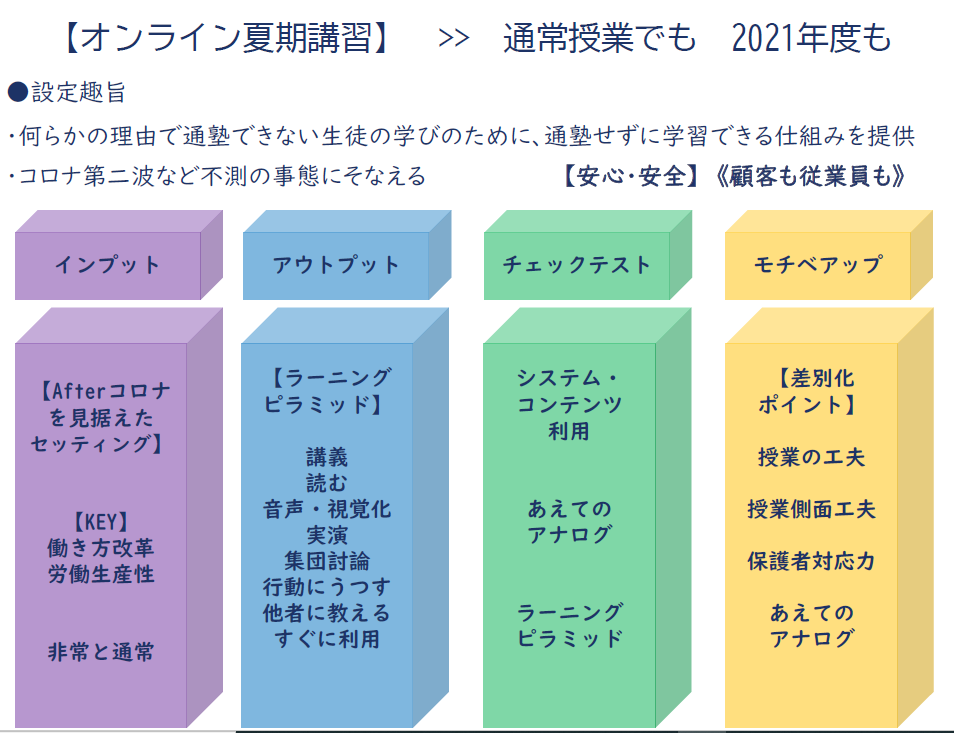 【オンライン夏期講習】　>>　通常授業でも　2021年度も
●設定趣旨
・何らかの理由で通塾できない生徒の学びのために、通塾せずに学習できる仕組みを提供
・コロナ第二波など不測の事態にそなえる　【安心・安全】《顧客も従業員も》
インプット
【Afterコロナ
を見据えた
セッティング】
【KEY】
働き方改革
労働生産性
非常と通常
アウトプット
【ラーニング
ピラミッド】
講義
読む
音声・視覚化
実演
集団討論
行動にうつす
他者に教える
すぐに利用
チェックテスト
システム・
コンテンツ
利用
あえての
アナログ
ラーニング
ピラミッド
モチベアップ
【差別化
ポイント】
授業の工夫
授業側面工夫
保護者対応力
あえての
アナログ